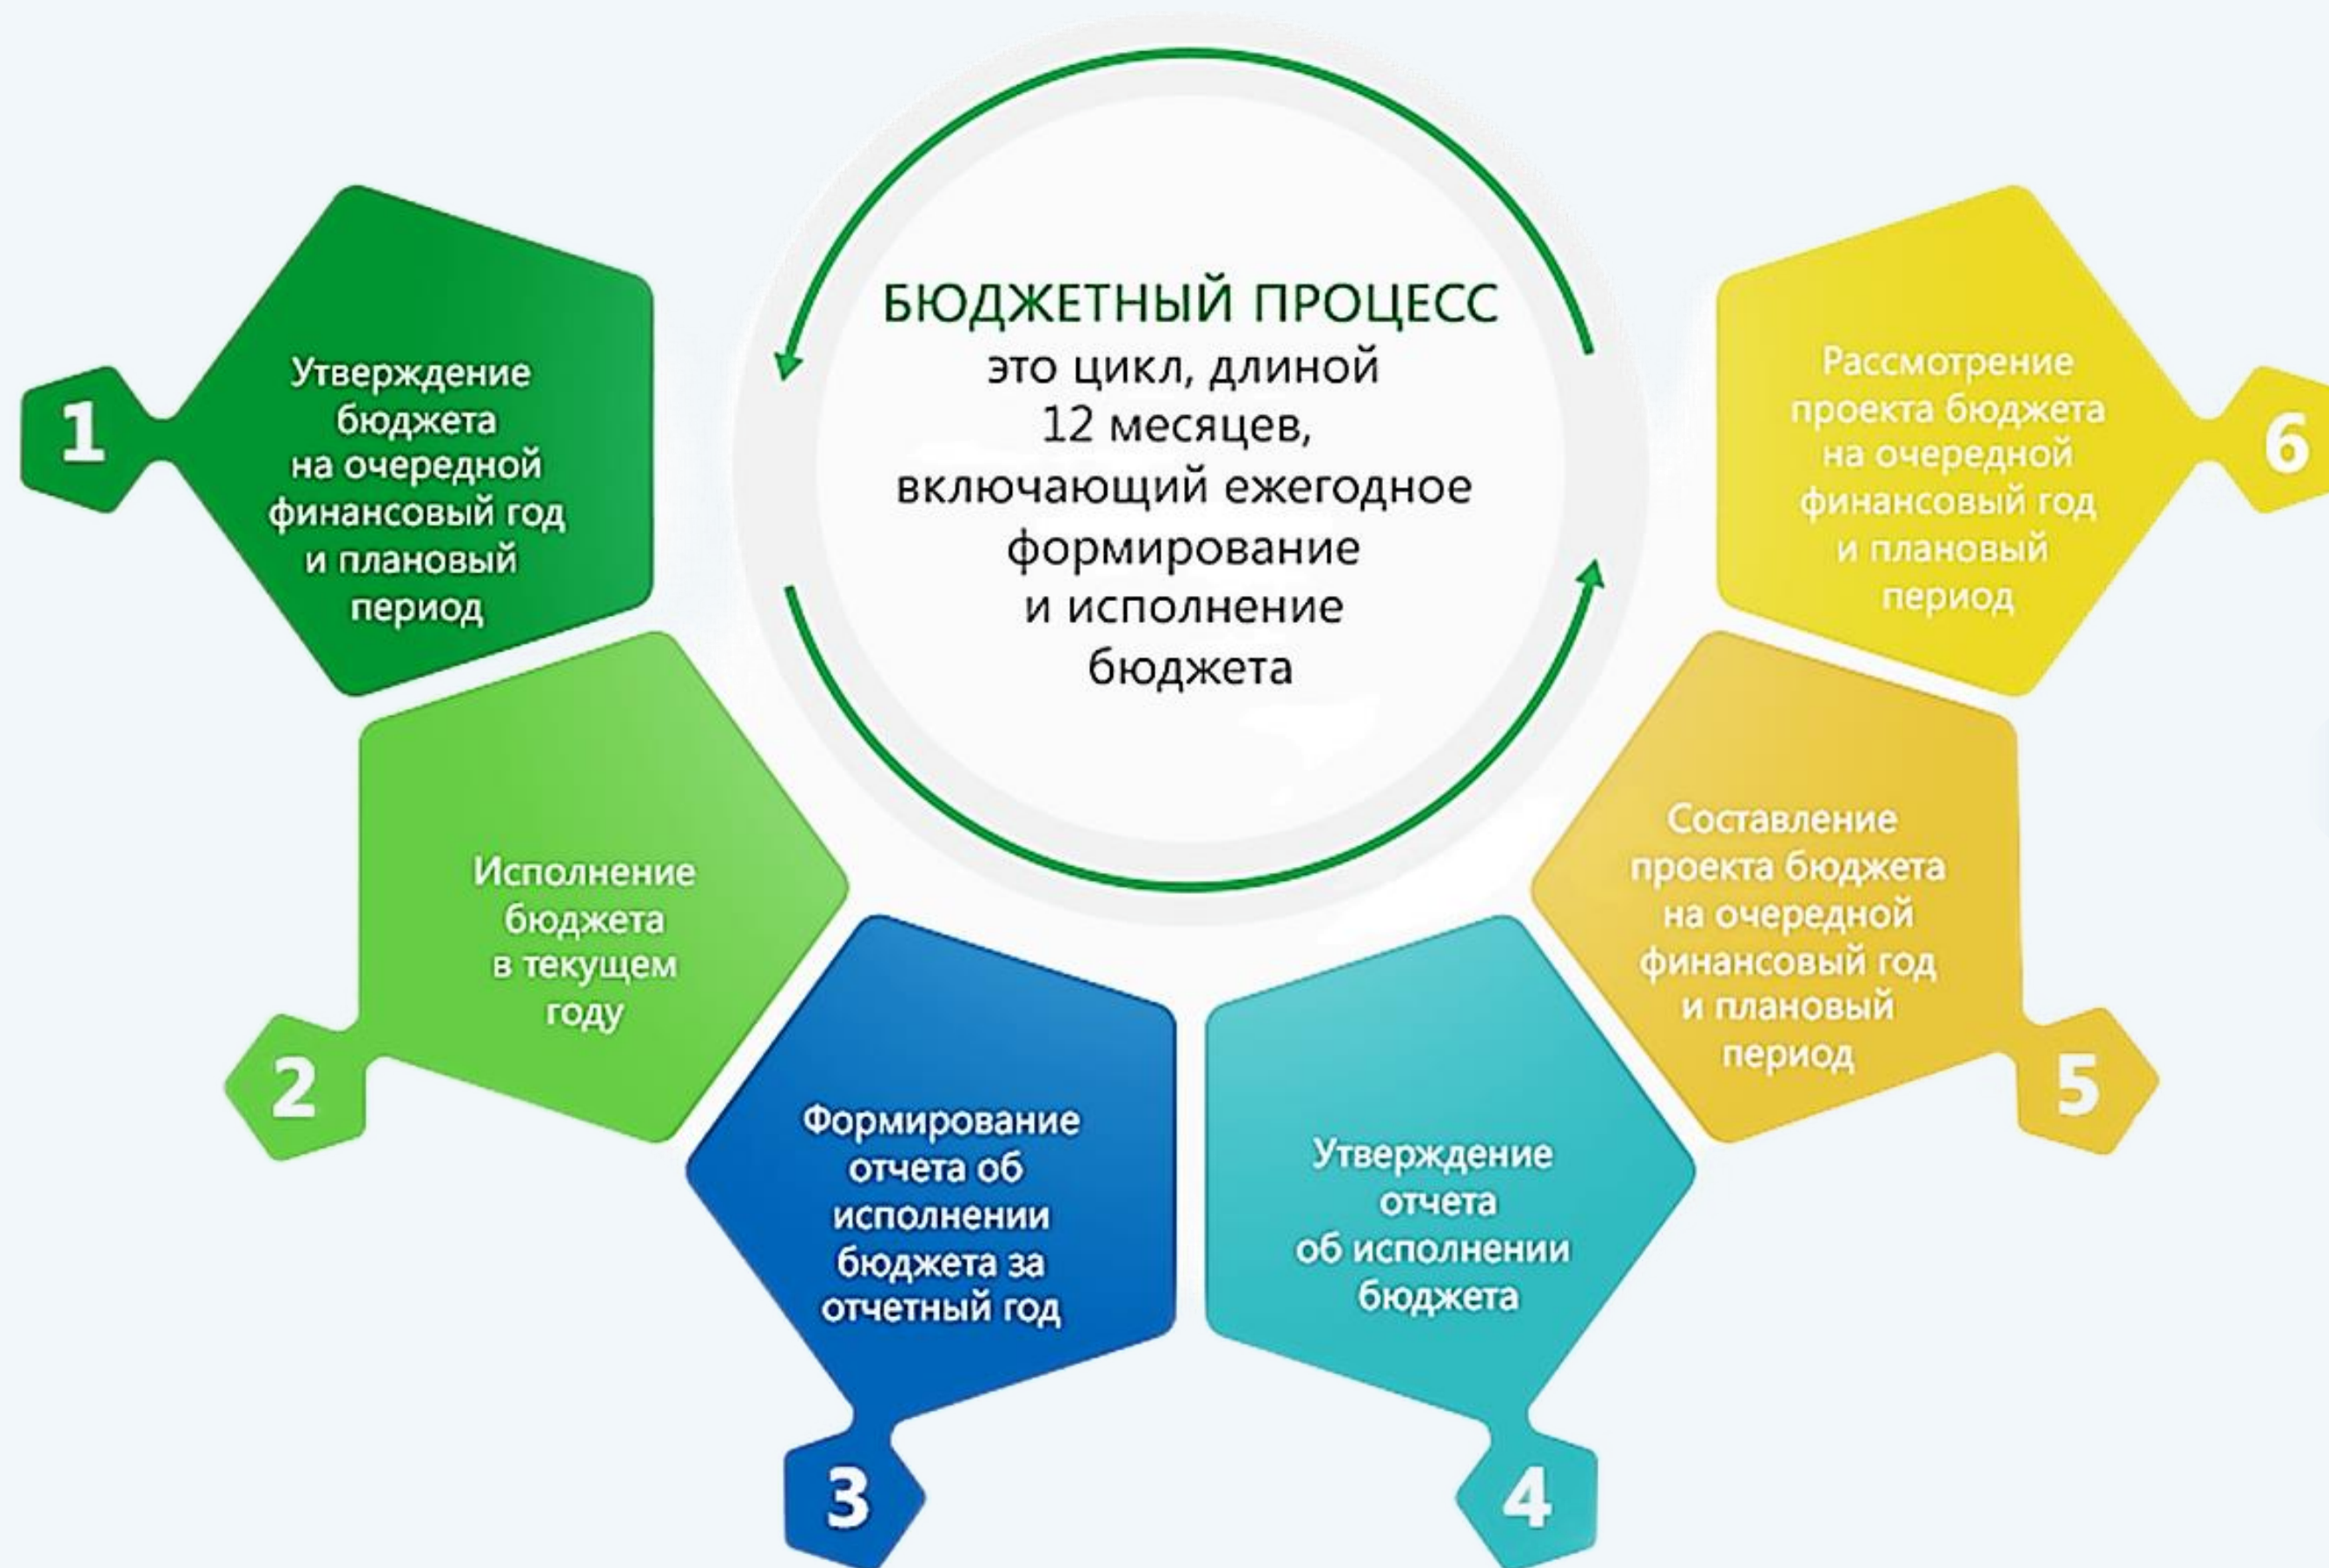 БЮДЖЕТНЫЙ ПРОЦЕСС
это цикл, длиной
12 месяцев,
включающий ежегодное
формирование
и исполнение
бюджета
1
Утверждение
бюджета
на очередной
финансовый год
и плановый
период
2
Исполнение
бюджета
в текущем
году
3
Формирование
отчета об
исполнении
бюджета за
отчетный год
4
Утверждение
отчета
об исполнении
бюджета
5
Составление
проекта бюджета
на очередной
финансовый год
и плановый
период
6
Рассмотрение
проекта бюджета
на очередной
финансовый год
и плановый
период